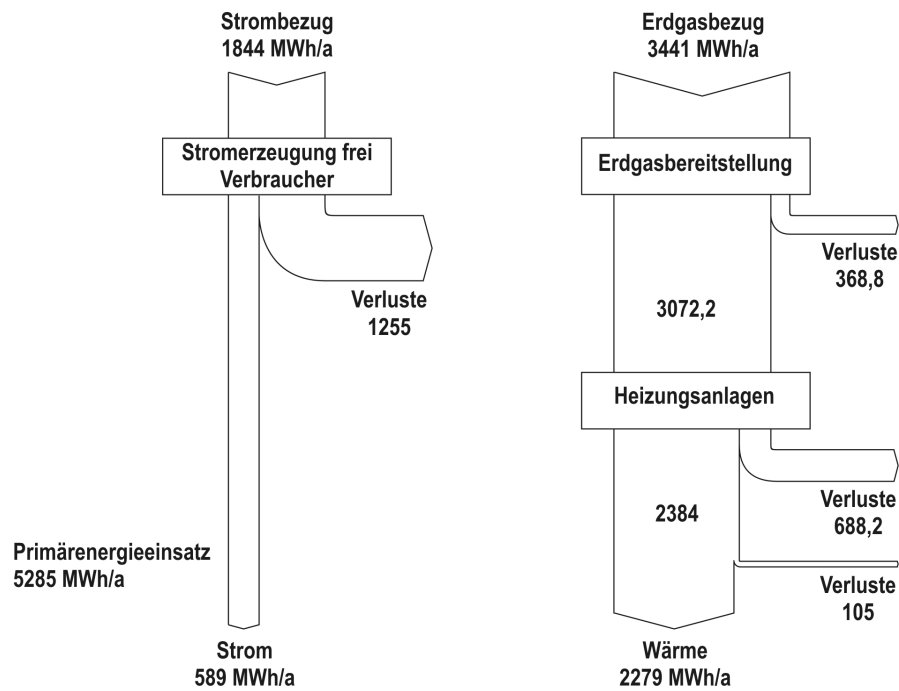 Strombezug
1844 MWh/a
Erdgasbezug
3441 MWh/a
Stromerzeugung frei
Verbraucher
Erdgasbereitstellung
Verluste
1255
Verluste
368,8
3072,2
Heizungsanlagen
2384
Verluste
688,2
Primärenergieeinsatz
5285 MWh/a
Verluste
105
Strom
589 MWh/a
Wärme
2279 MWh/a